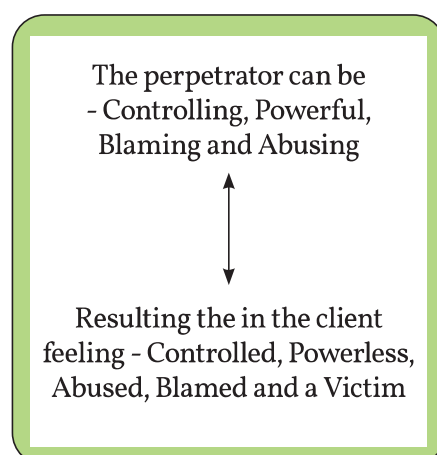 The perpetrator can be
- Controlling, Powerful,
Blaming and Abusing
Resulting the in the client
feeling - Controlled, Powerless,
Abused, Blamed and a Victim